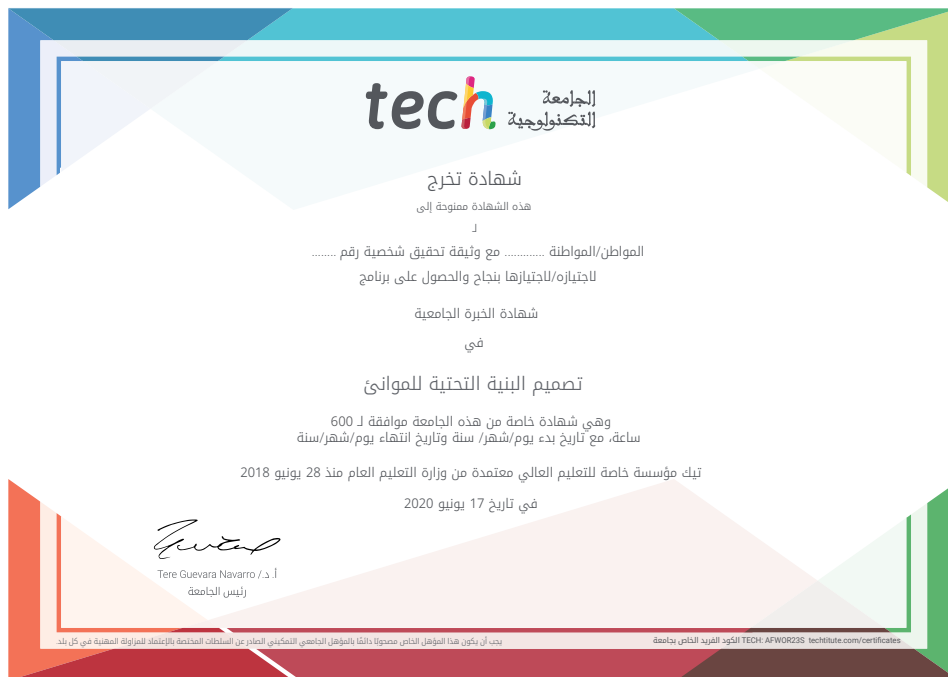 tech الجامعة
التكنولوجية
شهادة تخرج
هذه الشهادة ممنوحة إلى
لـ
المواطن/المواطنة ............. مع وثيقة تحقيق شخصية رقم ........
لاجتيازه/لاجتيازها بنجاح والحصول على برنامج
شهادة الخبرة الجامعية
في
تصميم البنية التحتية للموانئ
وهي شهادة خاصة من هذه الجامعة موافقة لـ 600
ساعة، مع تاريخ بدء يوم/شهر/ سنة وتاريخ انتهاء يوم/شهر/سنة
تيك مؤسسة خاصة للتعليم العالي معتمدة من وزارة التعليم العام منذ 28 يونيو 2018
في تاريخ 17 يونيو 2020
أ. د./ Tere Guevara Navarro
رئيس الجامعة
الكود الفريد الخاص بجامعة TECH: AFWOR23S techtitute.com/certificates
يجب أن يكون هذا المؤهل الخاص مصحوبًا دائمًا بالمؤهل الجامعي التمكيني الصادر عن السلطات المختصة بالإعتماد للمزاولة المهنية في كل بلد.